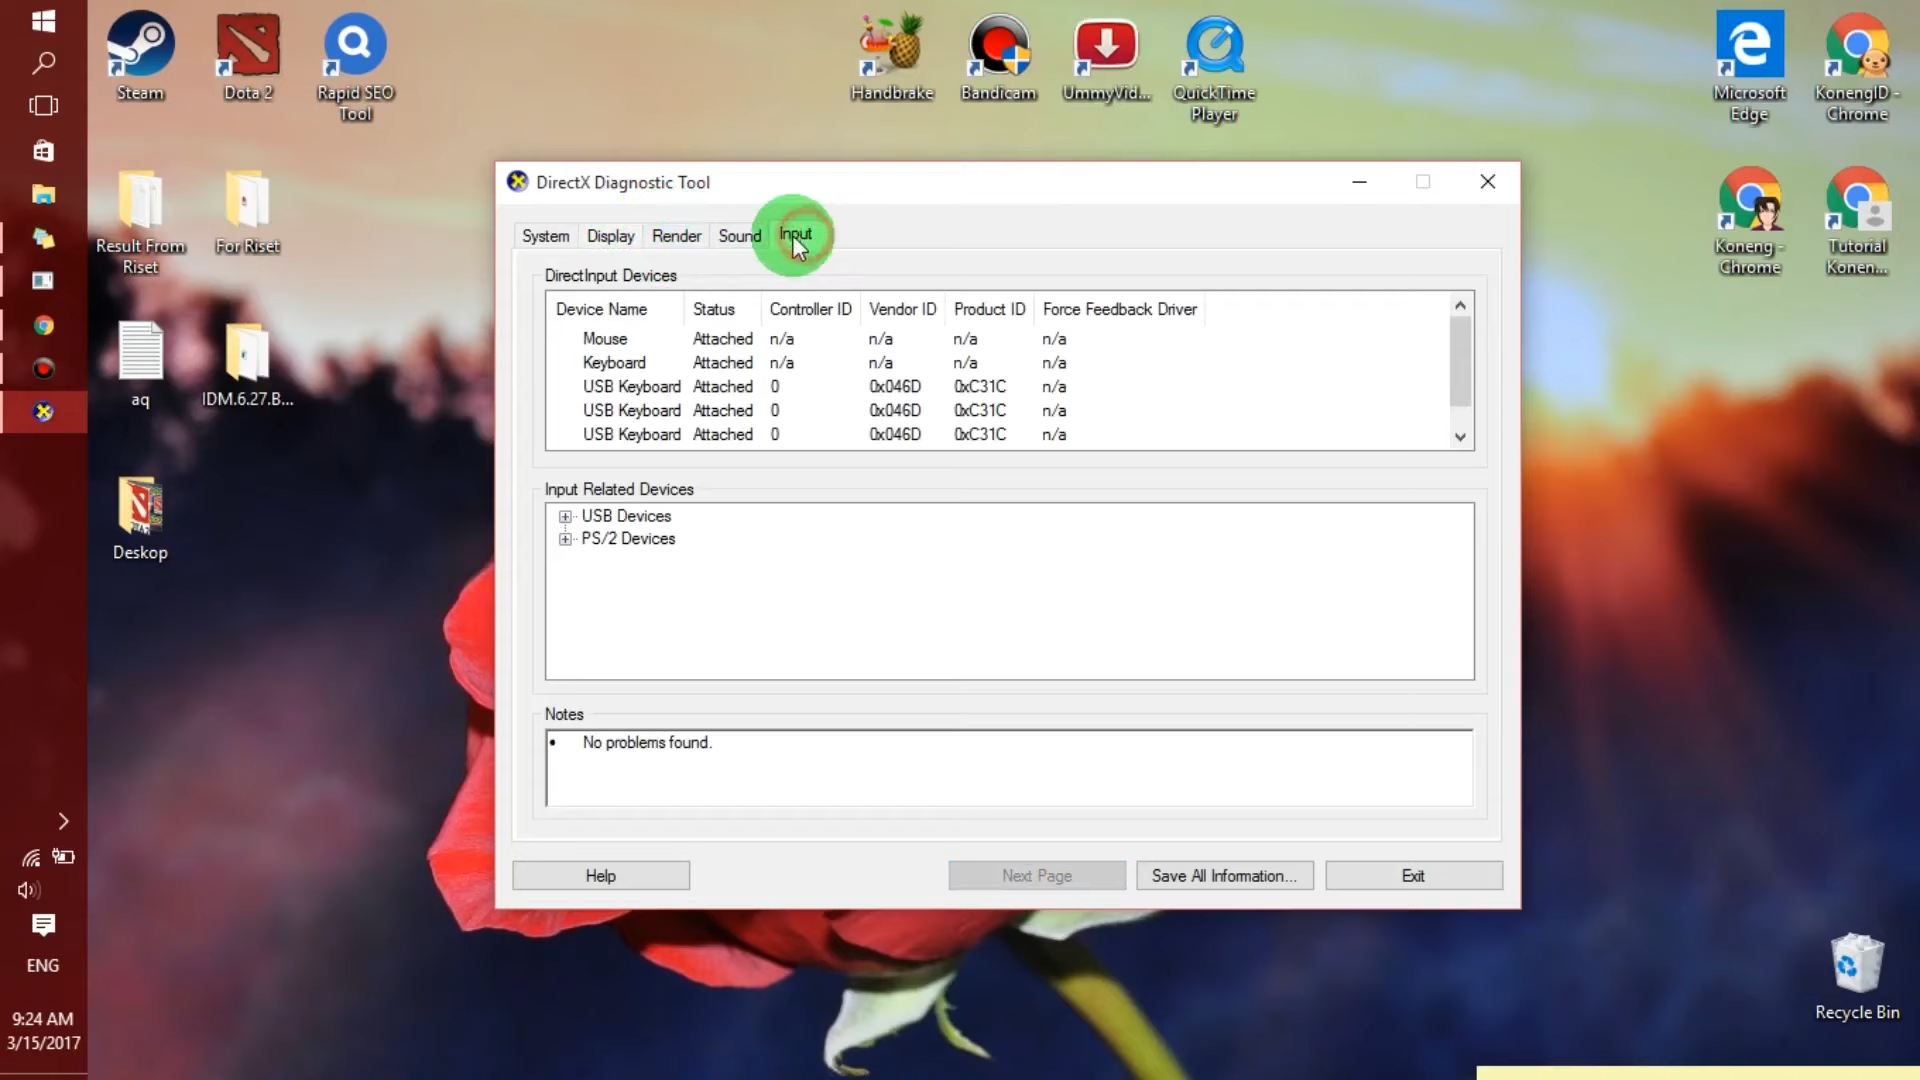 Steam
Dota 2
Rapid SEO
Tool
Handbrake
Bandicam
UmmyVid...
QuickTime
Player
Microsoft
Edge
KonengID -
Chrome
Result From
Riset
For Riset
Koneng -
Chrome
Tutorial
Konen...
aq
IDM.6.27.B...
Deskop
DirectX Diagnostic Tool
System
Display
Render
Sound
Input
DirectInput Devices
Device Name Status Controller ID Vendor ID Product ID Force Feedback Driver
Mouse Attached n/a n/a n/a n/a
Keyboard Attached n/a n/a n/a n/a
USB Keyboard Attached 0 0x046D 0xC31C n/a
USB Keyboard Attached 0 0x046D 0xC31C n/a
USB Keyboard Attached 0 0x046D 0xC31C n/a
Input Related Devices
USB Devices
PS/2 Devices
Notes
• No problems found.
Help
Next Page
Save All Information...
Exit
ENG
9:24 AM
3/15/2017
Recycle Bin